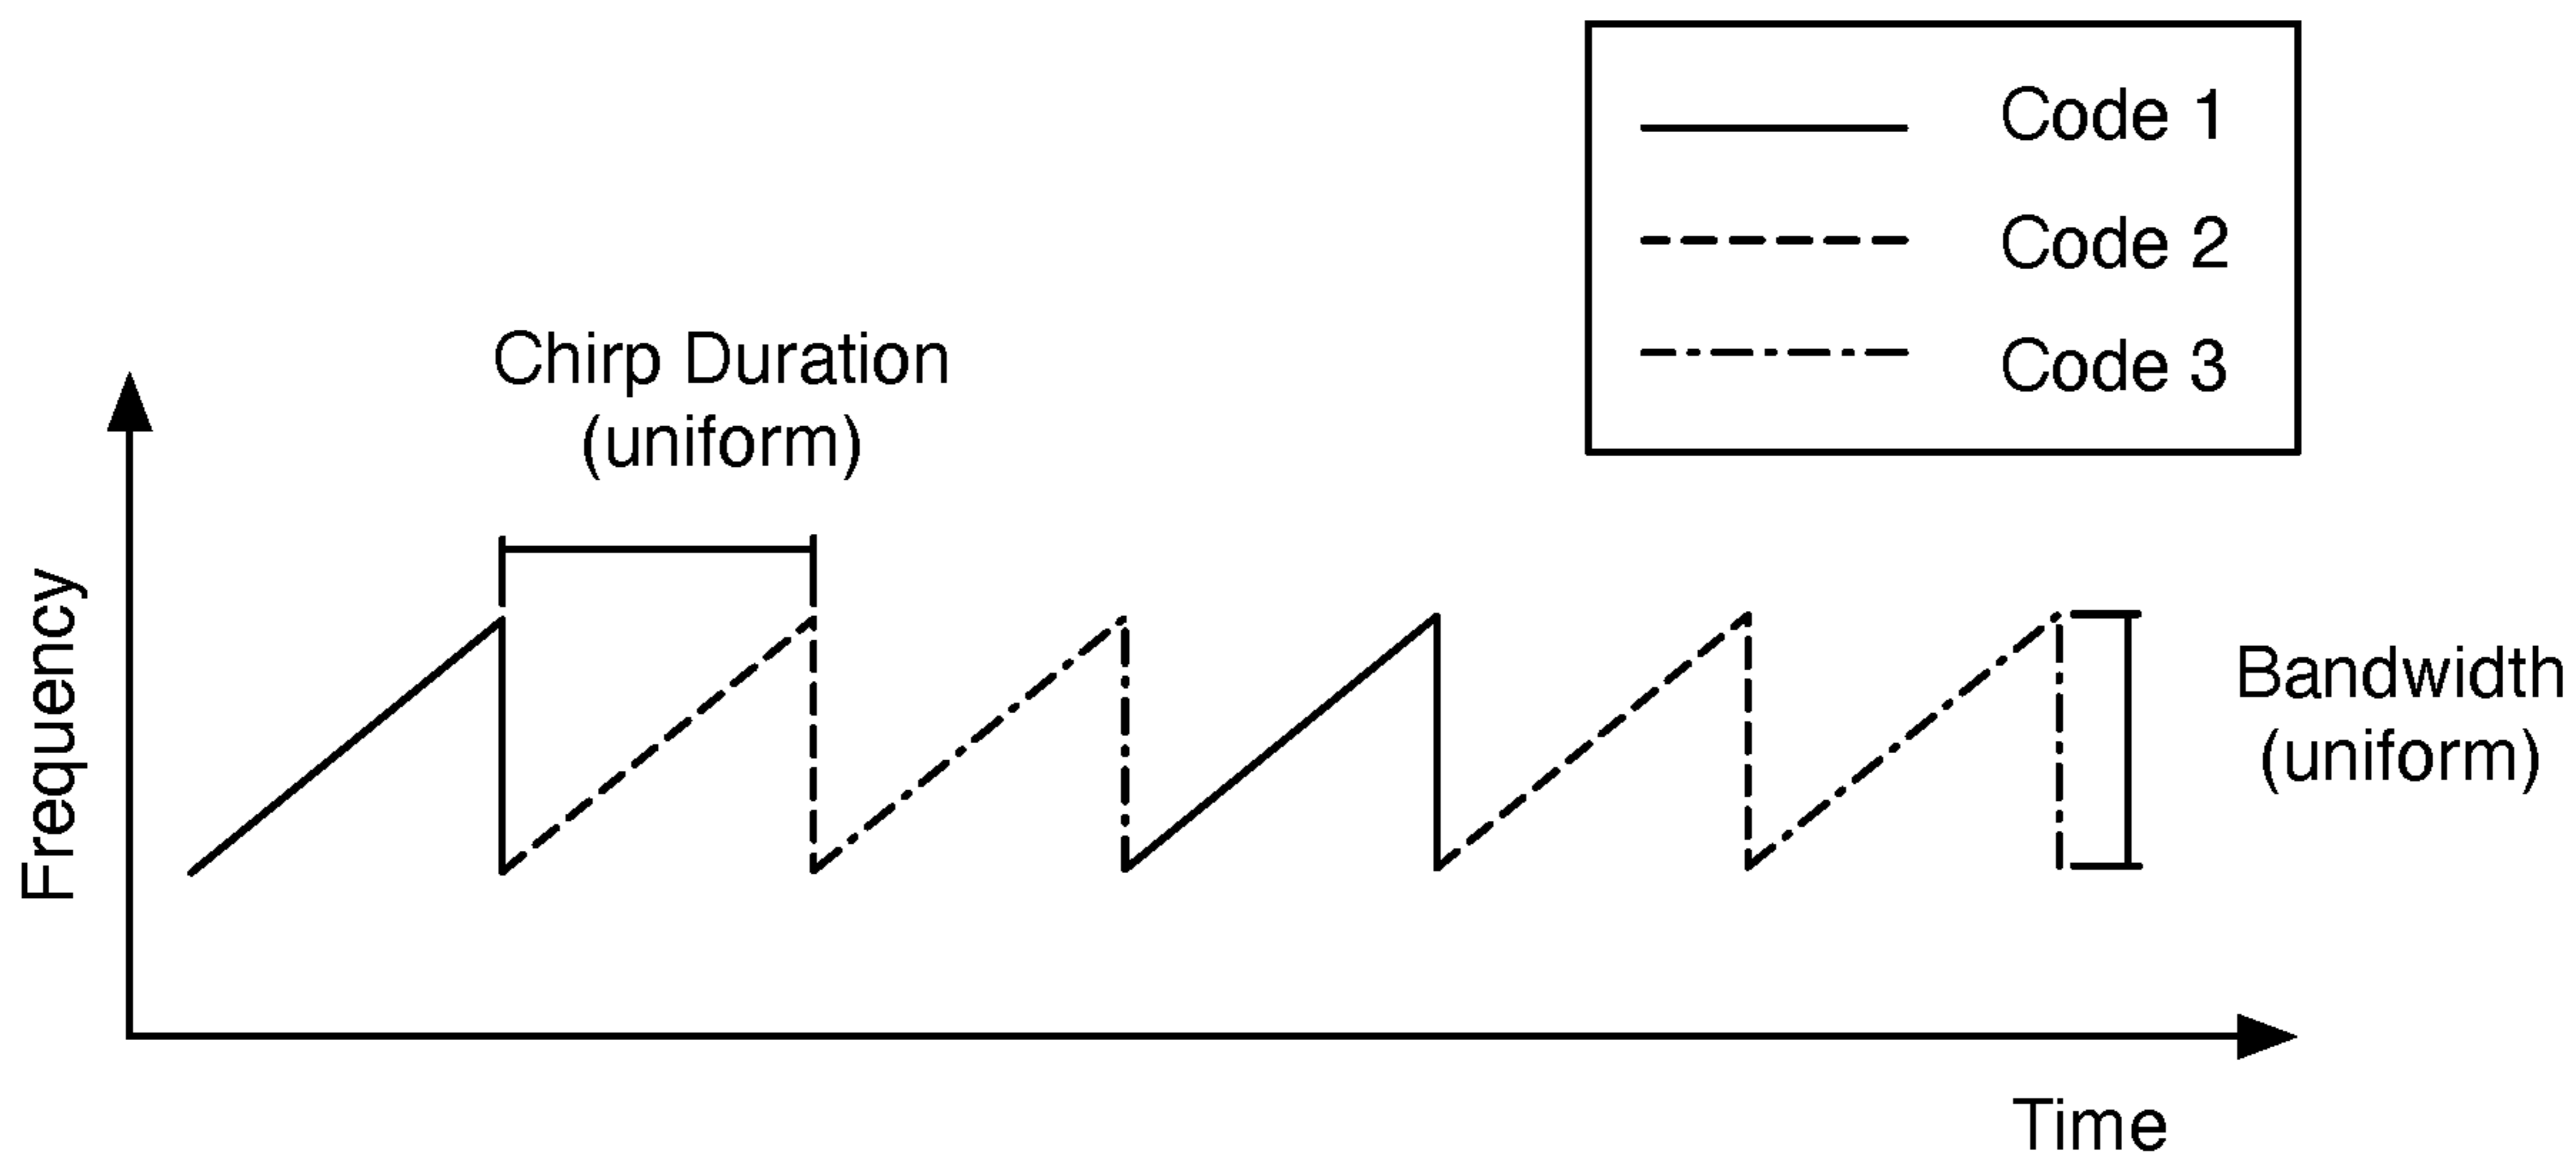 Code 1
Code 2
Code 3
Chirp Duration
(uniform)
Frequency
Bandwidth
(uniform)
Time